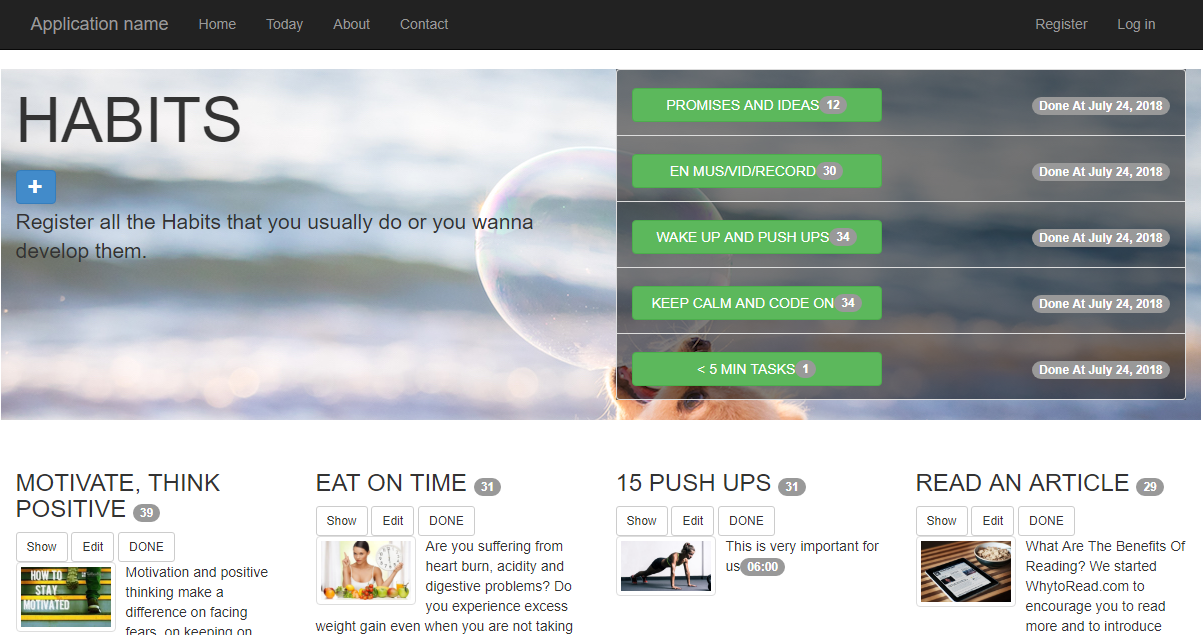 Application name Home Today About Contact Register Log in
HABITS
+
Register all the Habits that you usually do or you wanna
develop them.
PROMISES AND IDEAS 12 Done At July 24, 2018
EN MUS/VID/RECORD 30 Done At July 24, 2018
WAKE UP AND PUSH UPS 34 Done At July 24, 2018
KEEP CALM AND CODE ON 34 Done At July 24, 2018
< 5 MIN TASKS 1 Done At July 24, 2018
MOTIVATE, THINK
POSITIVE 39
Show Edit DONE
HOW TO
STAY
MOTIVATED
Motivation and positive
thinking make a
difference on facing
fears, on keeping on
EAT ON TIME 31
Show Edit DONE
Are you suffering from
heart burn, acidity and
digestive problems? Do
you experience excess
weight gain even when you are not taking
15 PUSH UPS 31
Show Edit DONE
This is very important for
us 06:00
READ AN ARTICLE 29
Show Edit DONE
What Are The Benefits Of
Reading? We started
WhytoRead.com to
encourage you to read
more and to introduce